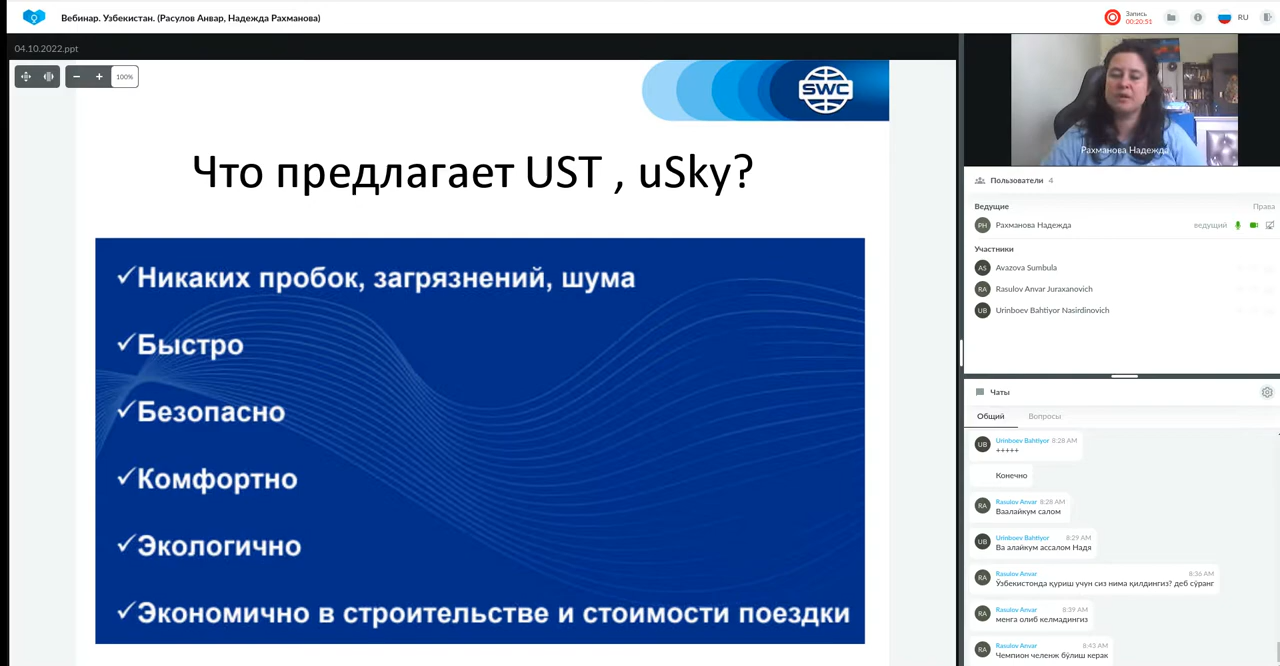 Вебинар. Узбекистан. (Расулов Анвар, Надежда Рахманова)
Запись
00:20:51
RU
04.10.2022.ppt
100%
SWC
Что предлагает UST , uSky?
✓Никаких пробок, загрязнений, шума
✓Быстро
✓Безопасно
✓Комфортно
✓Экологично
✓Экономично в строительстве и стоимости поездки
Рахманова Надежда
Пользователи 4
Ведущие Права
РН Рахманова Надежда ведущий
Участники
AS Avazova Sumbula
RA Rasulov Anvar Juraxanovich
UB Urinboev Bahtiyor Nasirdinovich
Чаты
Общий Вопросы
UB Urinboev Bahtiyor 8:28 AM
+++++
Конечно
RA Rasulov Anvar 8:28 AM
Ваалайкум салом
UB Urinboev Bahtiyor 8:29 AM
Ва алайкум ассалом Надя
RA Rasulov Anvar 8:36 AM
Ўзбекистонда қуриш учун сиз нима қилдингиз? деб сўранг
RA Rasulov Anvar 8:39 AM
менга олиб келмадингиз
RA Rasulov Anvar 8:43 AM
Чемпион челенж бўлиш керак